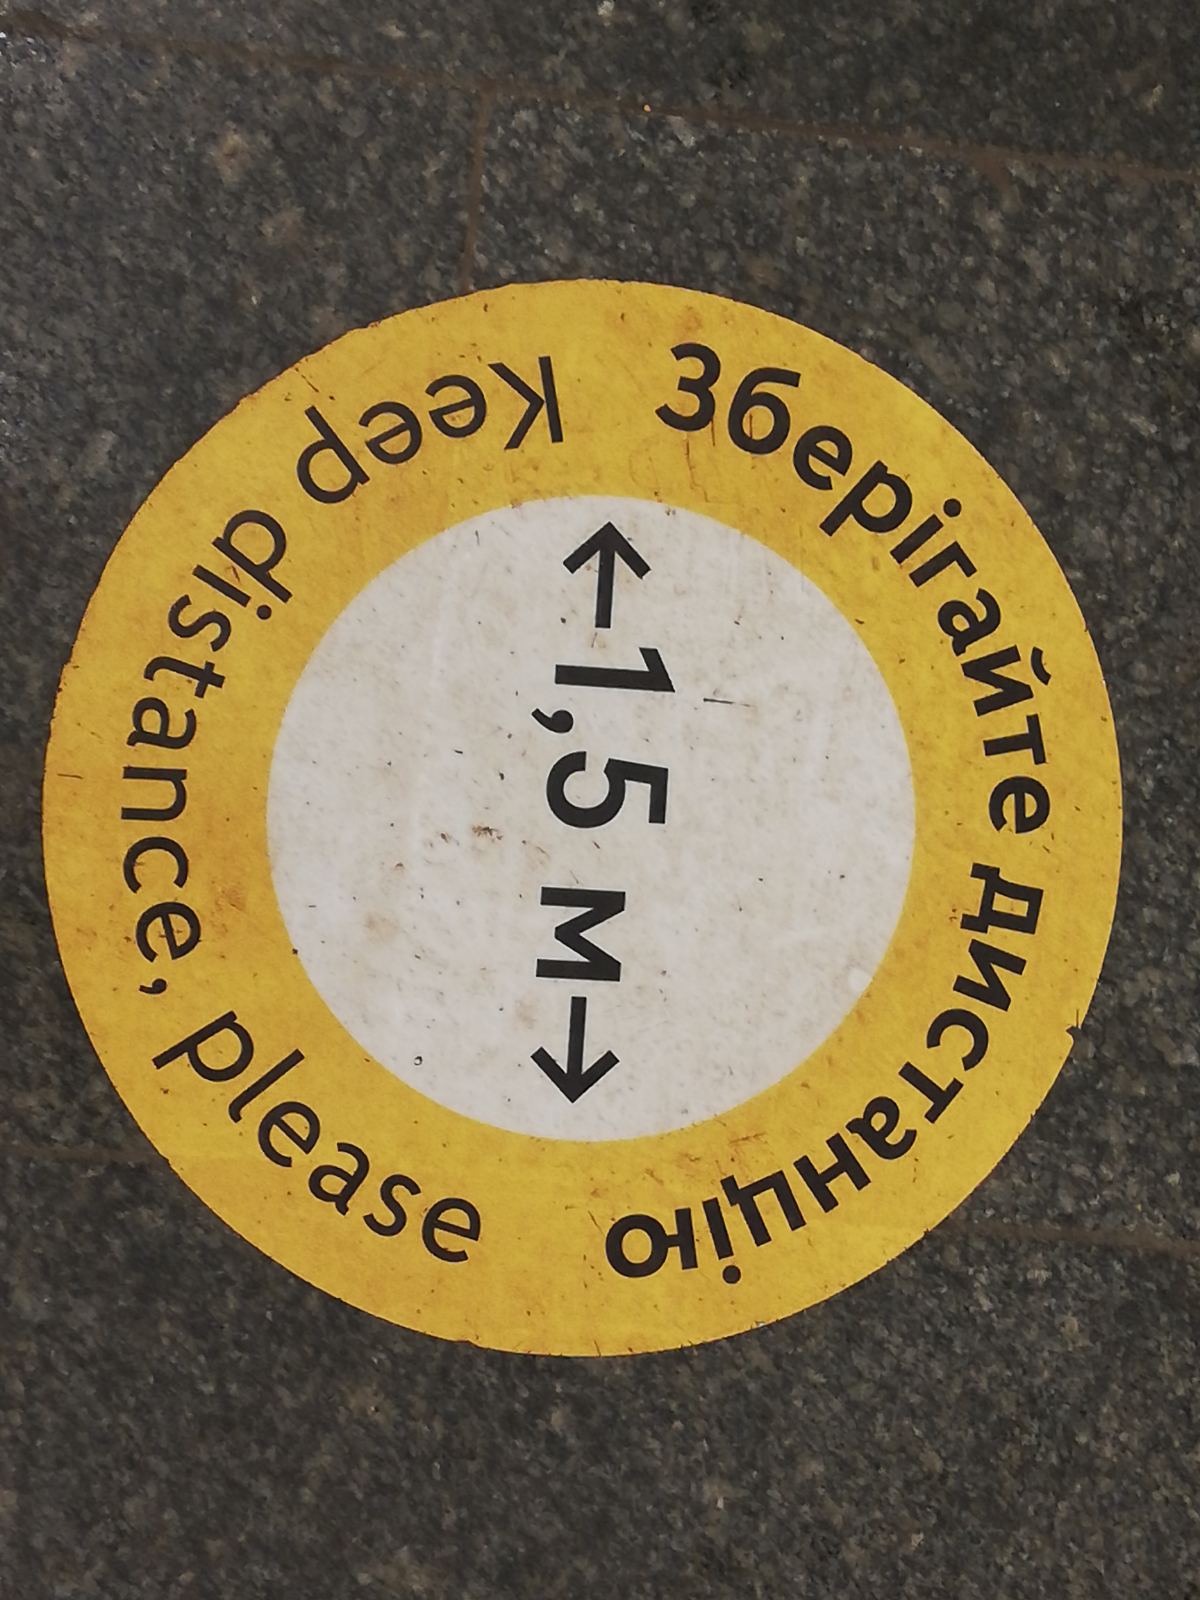 Зберігайте дистанцію
←1,5 м→
Keep distance, please